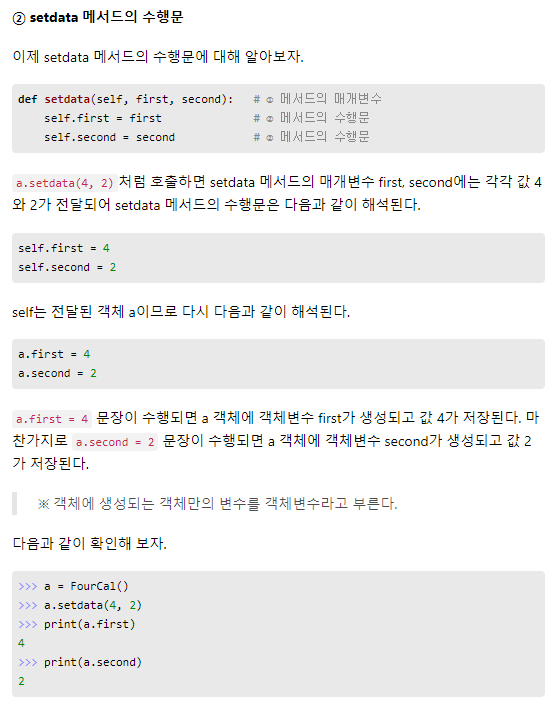 ② setdata 메서드의 수행문
이제 setdata 메서드의 수행문에 대해 알아보자.
def setdata(self, first, second):   # ① 메서드의 매개변수
    self.first = first              # ② 메서드의 수행문
    self.second = second            # ② 메서드의 수행문
a.setdata(4, 2) 처럼 호출하면 setdata 메서드의 매개변수 first, second에는 각각 값 4
와 2가 전달되어 setdata 메서드의 수행문은 다음과 같이 해석된다.
self.first = 4
self.second = 2
self는 전달된 객체 a이므로 다시 다음과 같이 해석된다.
a.first = 4
a.second = 2
a.first = 4 문장이 수행되면 a 객체에 객체변수 first가 생성되고 값 4가 저장된다. 마
찬가지로 a.second = 2 문장이 수행되면 a 객체에 객체변수 second가 생성되고 값 2
가 저장된다.
※ 객체에 생성되는 객체만의 변수를 객체변수라고 부른다.
다음과 같이 확인해 보자.
>>> a = FourCal()
>>> a.setdata(4, 2)
>>> print(a.first)
4
>>> print(a.second)
2